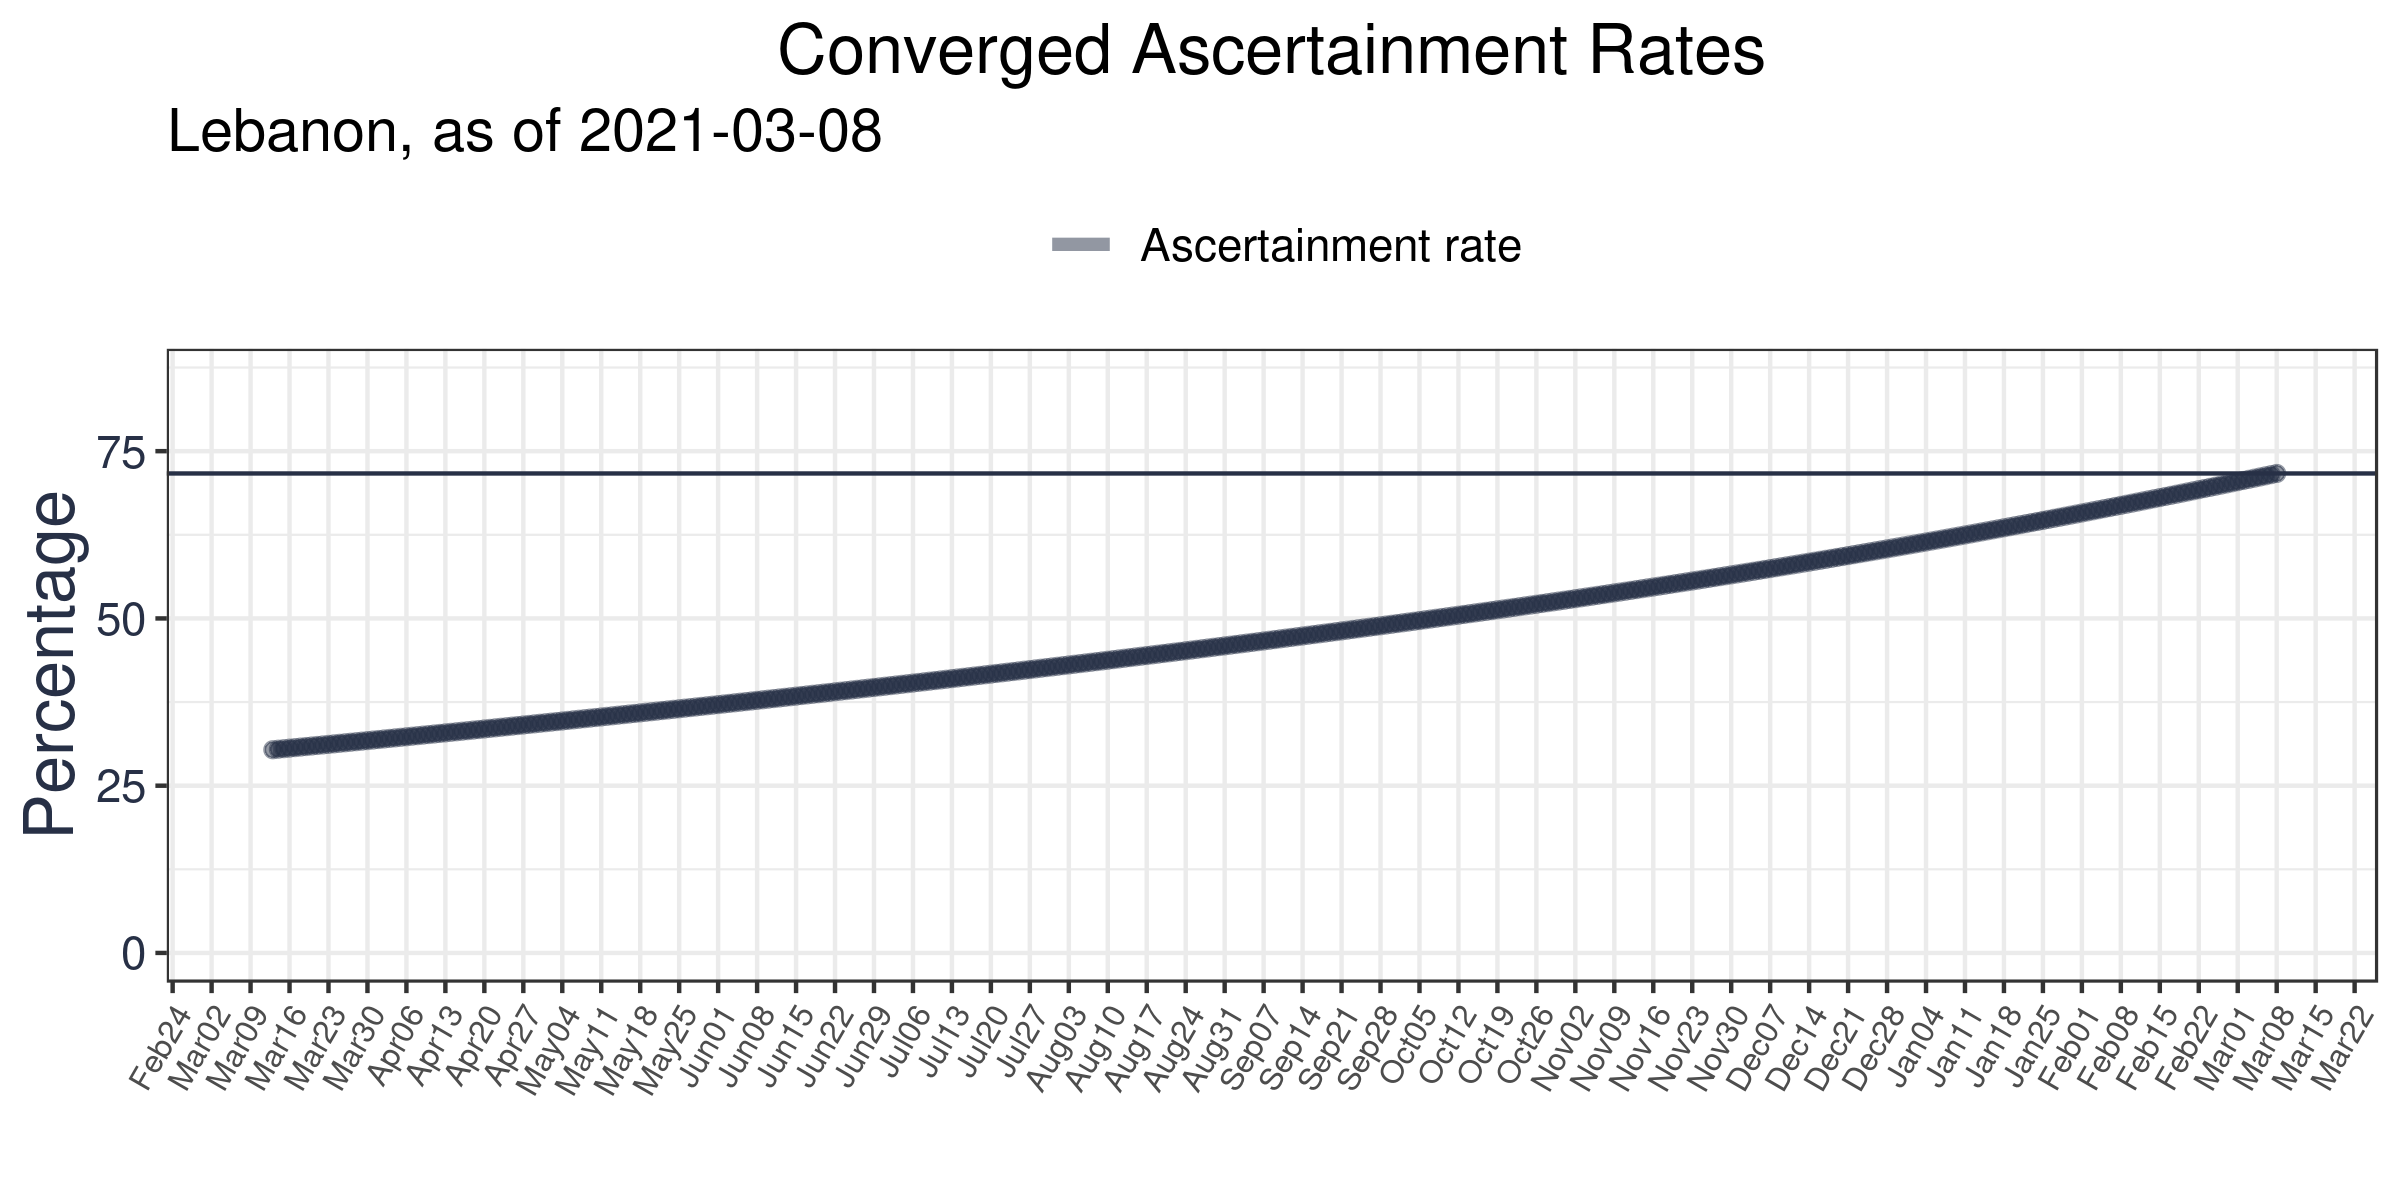 Converged Ascertainment Rates
Lebanon, as of 2021-03-08
Ascertainment rate
Percentage
75
50
25
0
Feb24 Mar02 Mar09 Mar16 Mar23 Mar30 Apr06 Apr13 Apr20 Apr27 May04 May11 May18 May25 Jun01 Jun08 Jun15 Jun22 Jun29 Jul06 Jul13 Jul20 Jul27 Aug03 Aug10 Aug17 Aug24 Aug31 Sep07 Sep14 Sep21 Sep28 Oct05 Oct12 Oct19 Oct26 Nov02 Nov09 Nov16 Nov23 Nov30 Dec07 Dec14 Dec21 Dec28 Jan04 Jan11 Jan18 Jan25 Feb01 Feb08 Feb15 Feb22 Mar01 Mar08 Mar15 Mar22